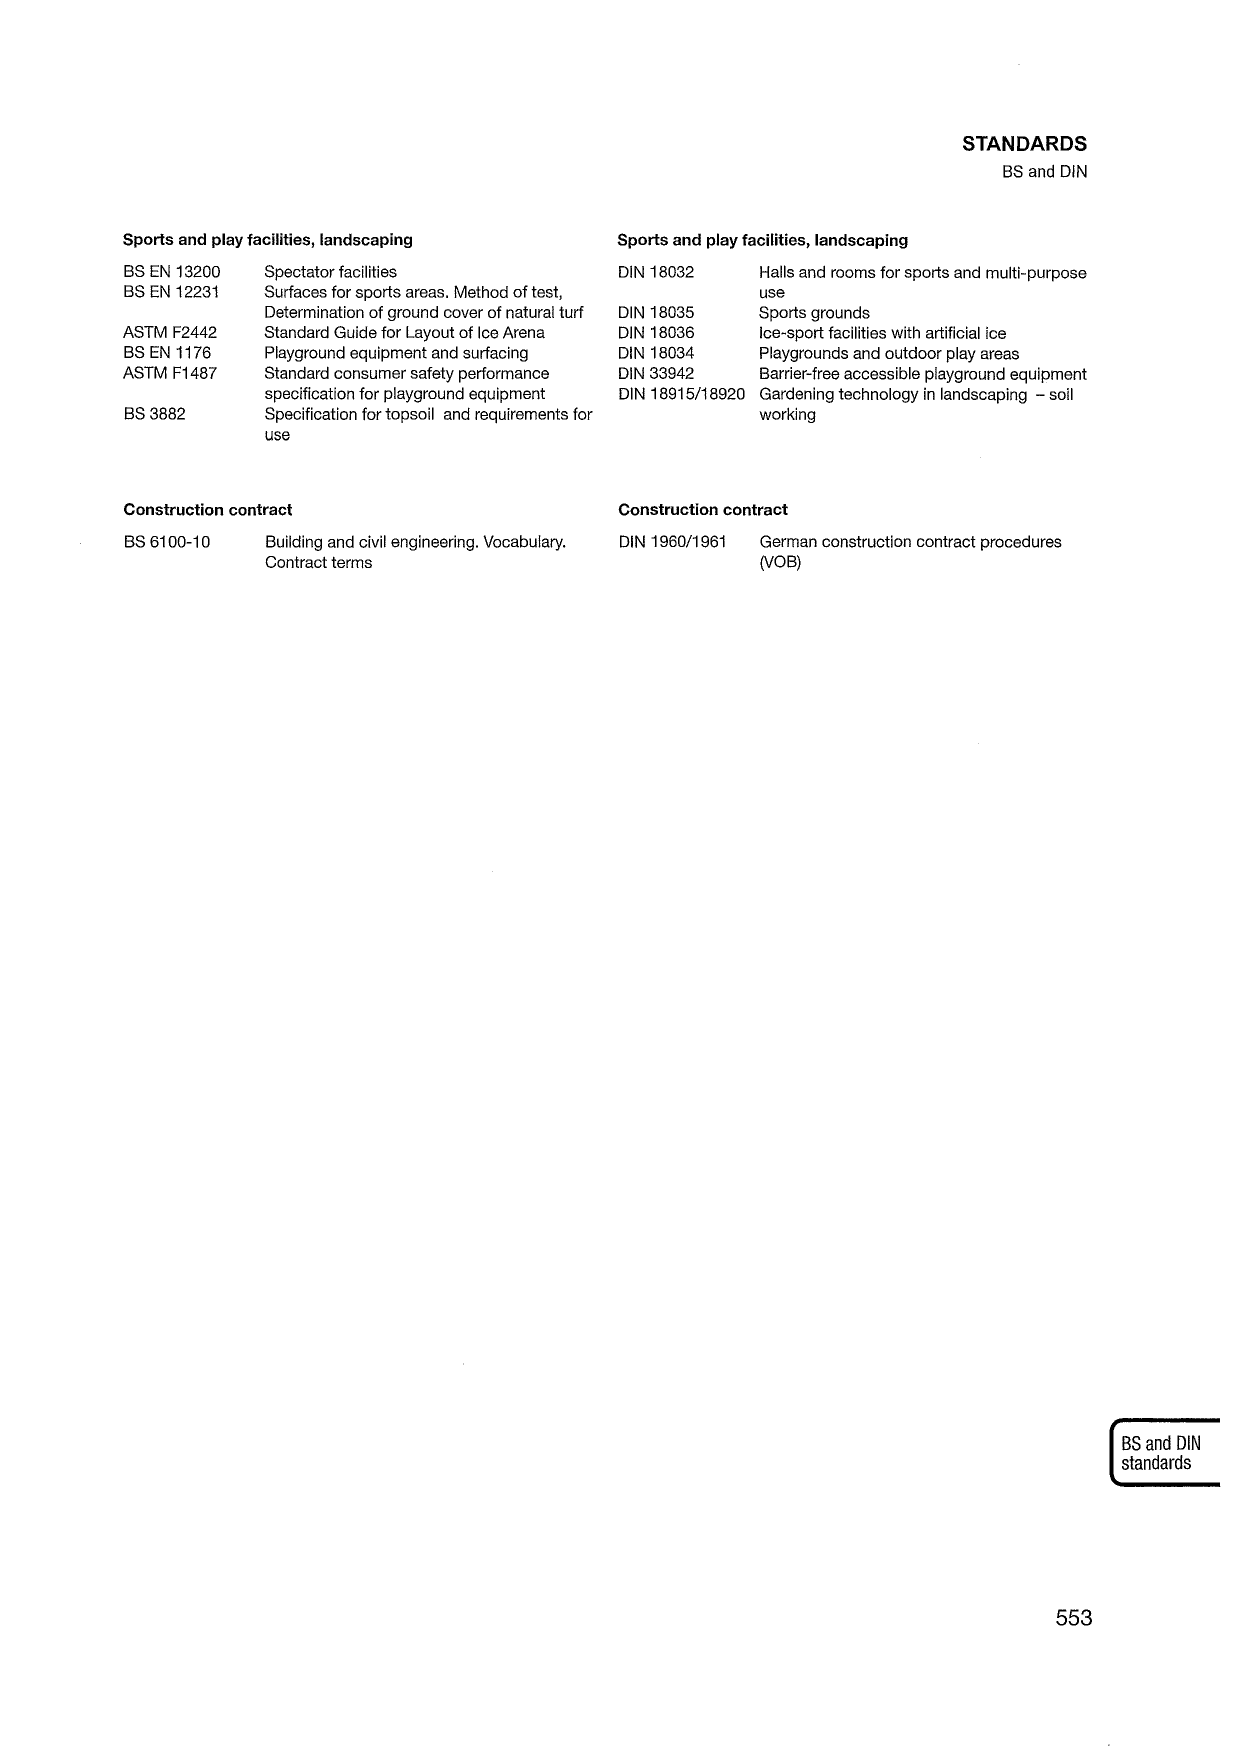 STANDARDS
BS and DIN
Sports and play facilities, landscaping
BS EN 13200 Spectator facilities
BS EN 12231 Surfaces for sports areas. Method of test,
Determination of ground cover of natural turf
ASTM F2442 Standard Guide for Layout of Ice Arena
BS EN 1176 Playground equipment and surfacing
ASTM F1487 Standard consumer safety performance
specification for playground equipment
BS 3882 Specification for topsoil and requirements for
use
Construction contract
BS 6100-10 Building and civil engineering. Vocabulary.
Contract terms
Sports and play facilities, landscaping
DIN 18032 Halls and rooms for sports and multi-purpose
use
DIN 18035 Sports grounds
DIN 18036 Ice-sport facilities with artificial ice
DIN 18034 Playgrounds and outdoor play areas
DIN 33942 Barrier-free accessible playground equipment
DIN 18915/18920 Gardening technology in landscaping – soil
working
Construction contract
DIN 1960/1961 German construction contract procedures
(VOB)
BS and DIN
standards
553